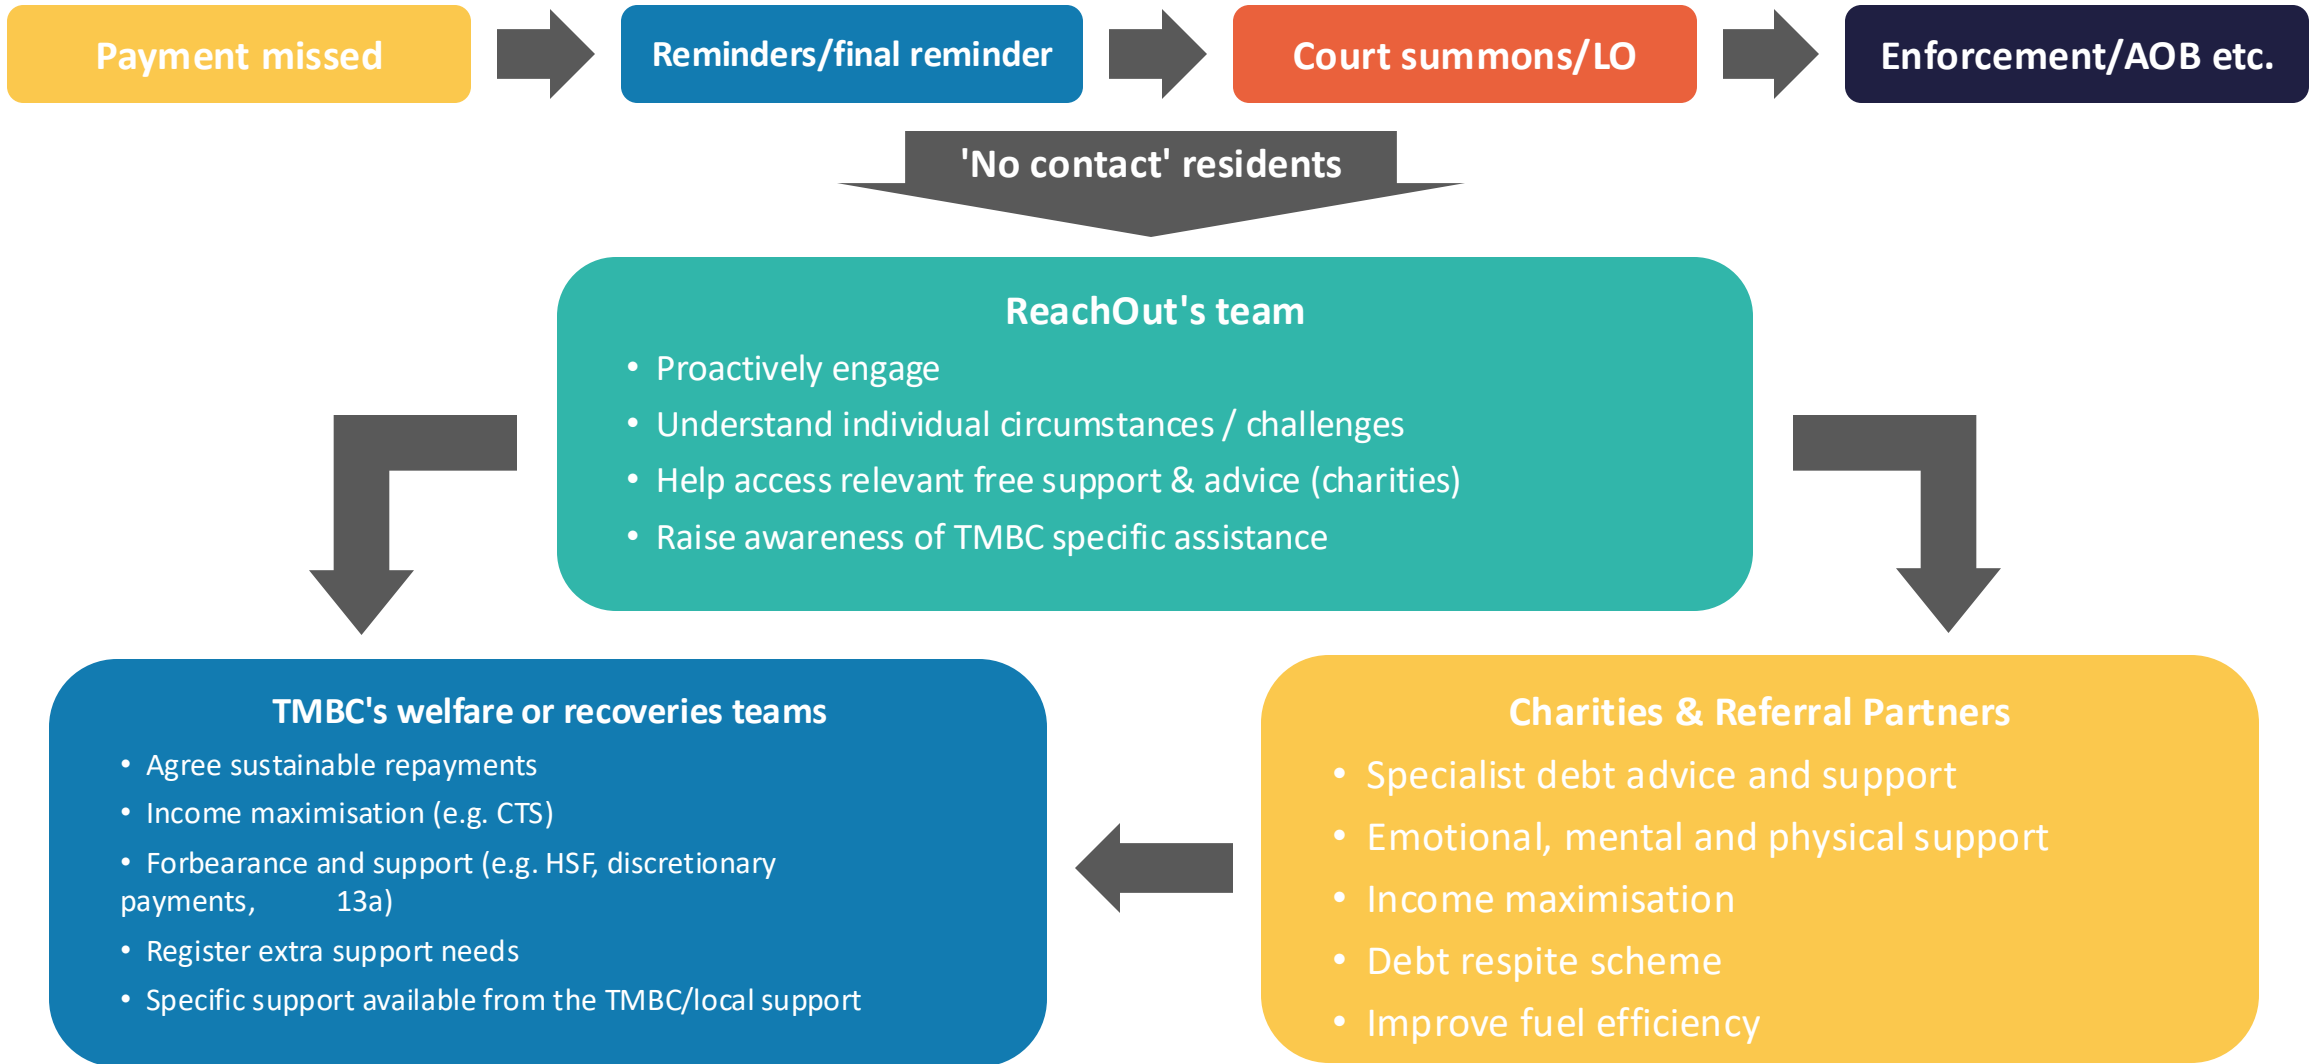 Payment missed
Reminders/final reminder
Court summons/LO
Enforcement/AOB etc.
'No contact' residents
ReachOut's team
• Proactively engage
• Understand individual circumstances / challenges
• Help access relevant free support & advice (charities)
• Raise awareness of TMBC specific assistance
TMBC's welfare or recoveries teams
• Agree sustainable repayments
• Income maximisation (e.g. CTS)
• Forbearance and support (e.g. HSF, discretionary
payments, 13a)
• Register extra support needs
• Specific support available from the TMBC/local support
Charities & Referral Partners
• Specialist debt advice and support
• Emotional, mental and physical support
• Income maximisation
• Debt respite scheme
• Improve fuel efficiency